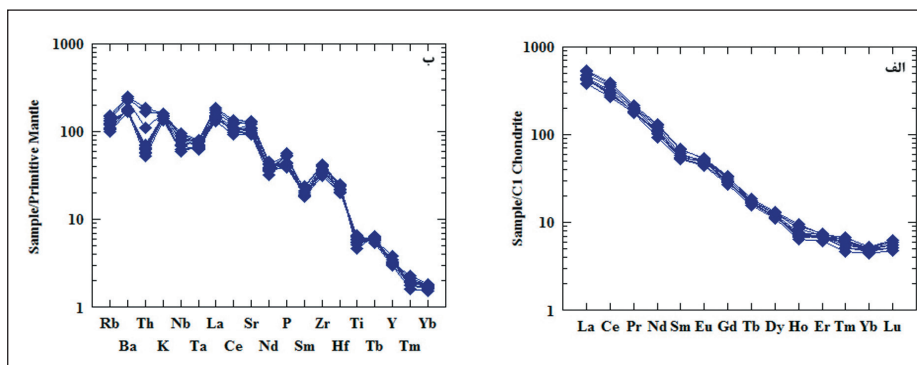 ب
1000
100
10
1
Sample/Primitive Mantle
Rb Th Nb La Sr P Zr Ti Y Yb
Ba K Ta Ce Nd Sm Hf Tb Tm
الف
1000
100
10
1
Sample/C1 Chondrite
La Ce Pr Nd Sm Eu Gd Tb Dy Ho Er Tm Yb Lu